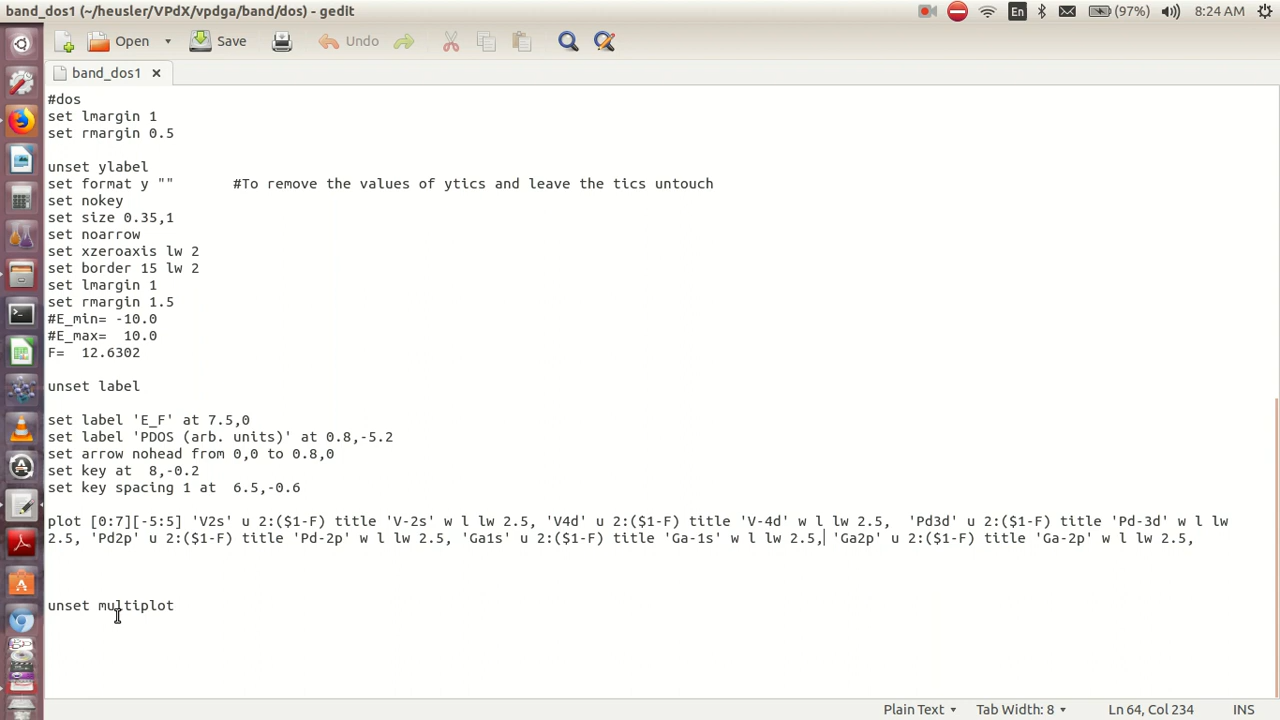 band_dos1 (~/heusler/VPdX/vpdga/band/dos) - gedit
En (97%) 8:24 AM
Open Save Undo
band_dos1
#dos
set lmargin 1
set rmargin 0.5
unset ylabel
set format y "" #To remove the values of ytics and leave the tics untouch
set nokey
set size 0.35,1
set noarrow
set xzeroaxis lw 2
set border 15 lw 2
set lmargin 1
set rmargin 1.5
#E_min= -10.0
#E_max= 10.0
F= 12.6302
unset label
set label 'E_F' at 7.5,0
set label 'PDOS (arb. units)' at 0.8,-5.2
set arrow nohead from 0,0 to 0.8,0
set key at 8,-0.2
set key spacing 1 at 6.5,-0.6
plot [0:7][-5:5] 'V2s' u 2:($1-F) title 'V-2s' w l lw 2.5, 'V4d' u 2:($1-F) title 'V-4d' w l lw 2.5, 'Pd3d' u 2:($1-F) title 'Pd-3d' w l lw
2.5, 'Pd2p' u 2:($1-F) title 'Pd-2p' w l lw 2.5, 'Ga1s' u 2:($1-F) title 'Ga-1s' w l lw 2.5, 'Ga2p' u 2:($1-F) title 'Ga-2p' w l lw 2.5,
unset multiplot
Plain Text Tab Width: 8 Ln 64, Col 234 INS